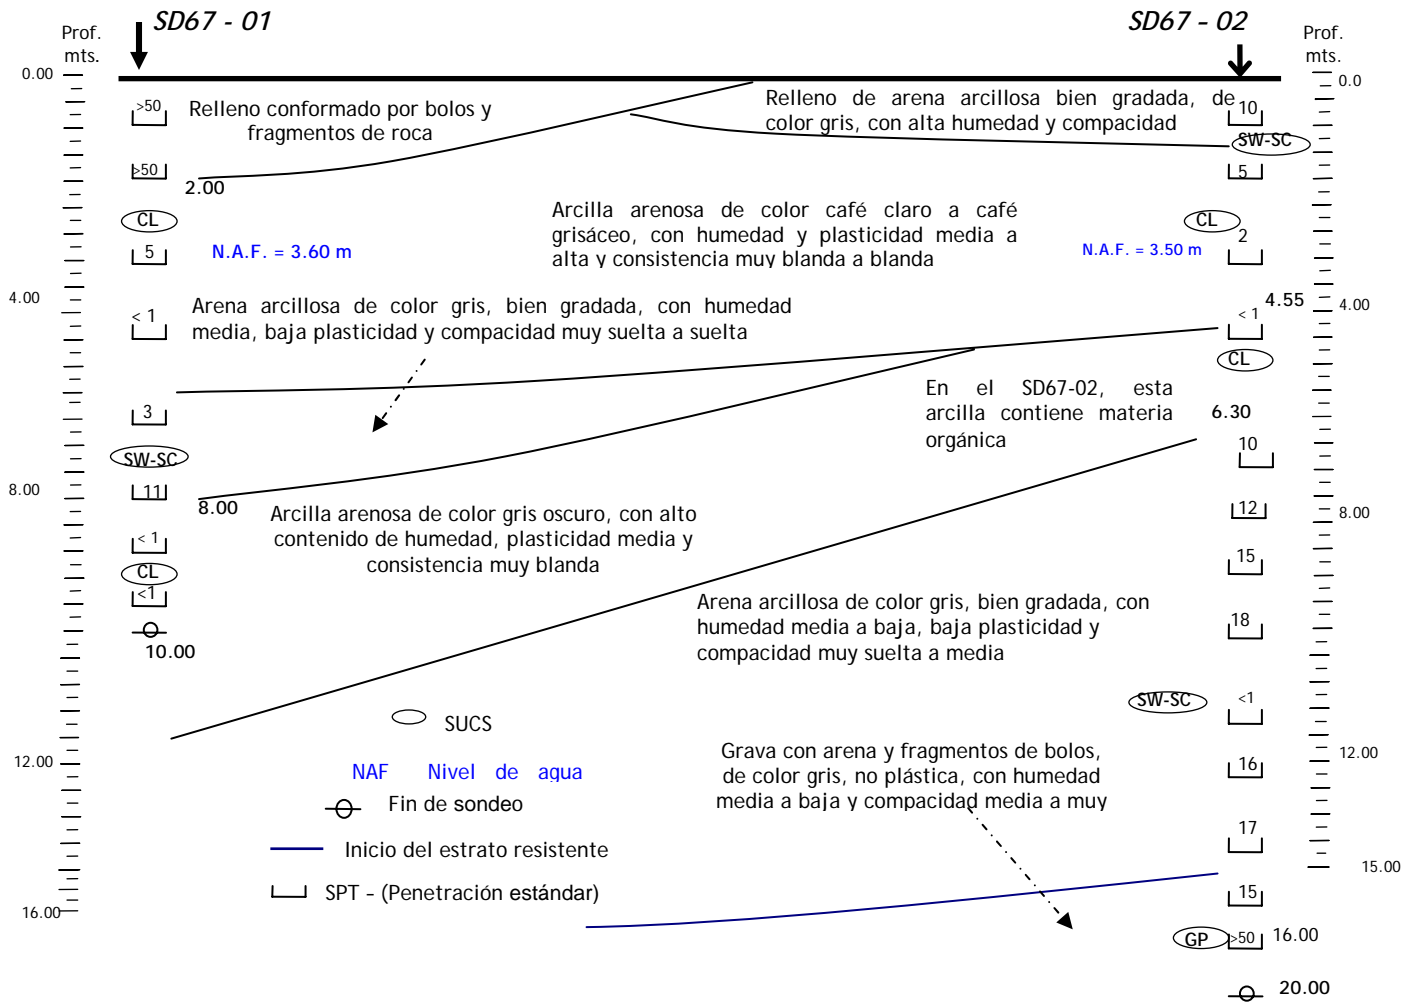 SD67 - 01
SD67 - 02
Prof.
mts.
Prof.
mts.
0.00
0.0
>50
Relleno conformado por bolos y
fragmentos de roca
Relleno de arena arcillosa bien gradada, de
color gris, con alta humedad y compacidad
10
SW-SC
>50
2.00
5
CL
Arcilla arenosa de color café claro a café
grisáceo, con humedad y plasticidad media a
alta y consistencia muy blanda a blanda
CL
2
5
N.A.F. = 3.60 m
N.A.F. = 3.50 m
4.00
Arena arcillosa de color gris, bien gradada, con humedad
media, baja plasticidad y compacidad muy suelta a suelta
4.55
4.00
< 1
< 1
CL
En el SD67-02, esta
arcilla contiene materia
orgánica
3
6.30
10
SW-SC
8.00
11
8.00
Arcilla arenosa de color gris oscuro, con alto
contenido de humedad, plasticidad media y
consistencia muy blanda
12
8.00
< 1
15
CL
<1
Arena arcillosa de color gris, bien gradada, con
humedad media a baja, baja plasticidad y
compacidad muy suelta a media
18
10.00
SW-SC
<1
SUCS
12.00
NAF Nivel de agua
Grava con arena y fragmentos de bolos,
de color gris, no plástica, con humedad
media a baja y compacidad media a muy
12.00
16
Fin de sondeo
17
Inicio del estrato resistente
15.00
SPT - (Penetración estándar)
15
16.00
GP
>50
16.00
20.00